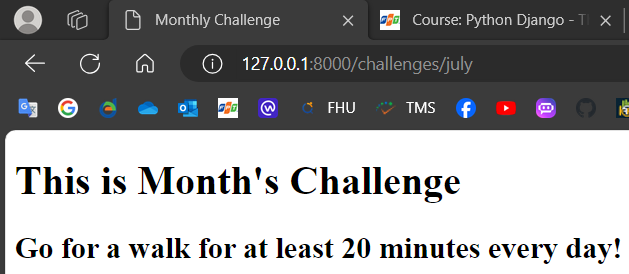 Monthly Challenge
Course: Python Django - T
127.0.0.1:8000/challenges/july
FHU
TMS
This is Month's Challenge
Go for a walk for at least 20 minutes every day!